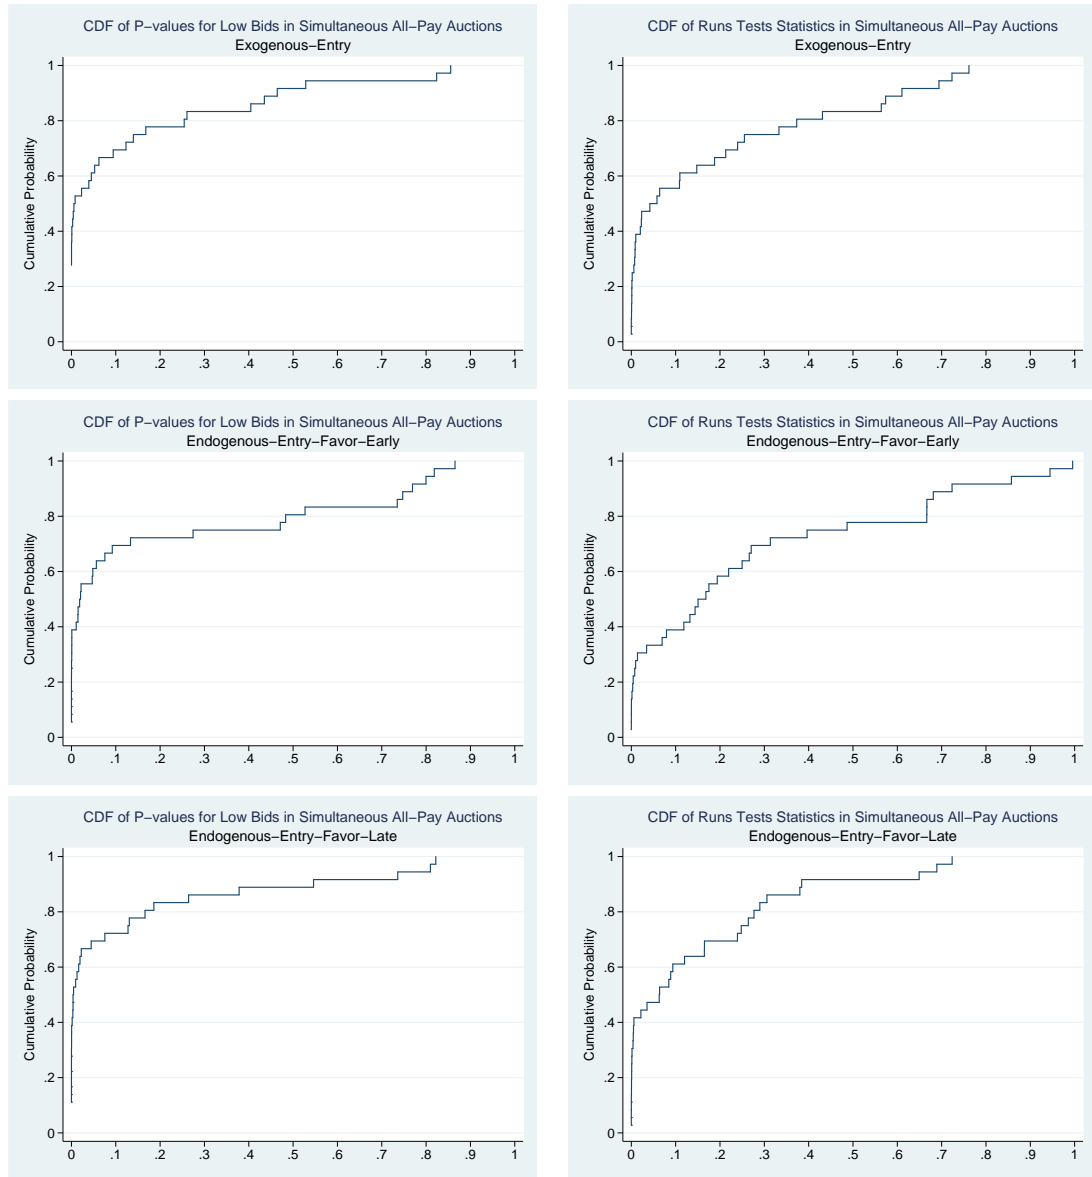 CDF of P−values for Low Bids in Simultaneous All−Pay Auctions
Exogenous−Entry
1
.8
.6
.4
.2
0
Cumulative Probability
0 .1 .2 .3 .4 .5 .6 .7 .8 .9 1
CDF of Runs Tests Statistics in Simultaneous All−Pay Auctions
Exogenous−Entry
1
.8
.6
.4
.2
0
Cumulative Probability
0 .1 .2 .3 .4 .5 .6 .7 .8 .9 1
CDF of P−values for Low Bids in Simultaneous All−Pay Auctions
Endogenous−Entry−Favor−Early
1
.8
.6
.4
.2
0
Cumulative Probability
0 .1 .2 .3 .4 .5 .6 .7 .8 .9 1
CDF of Runs Tests Statistics in Simultaneous All−Pay Auctions
Endogenous−Entry−Favor−Early
1
.8
.6
.4
.2
0
Cumulative Probability
0 .1 .2 .3 .4 .5 .6 .7 .8 .9 1
CDF of P−values for Low Bids in Simultaneous All−Pay Auctions
Endogenous−Entry−Favor−Late
1
.8
.6
.4
.2
0
Cumulative Probability
0 .1 .2 .3 .4 .5 .6 .7 .8 .9 1
CDF of Runs Tests Statistics in Simultaneous All−Pay Auctions
Endogenous−Entry−Favor−Late
1
.8
.6
.4
.2
0
Cumulative Probability
0 .1 .2 .3 .4 .5 .6 .7 .8 .9 1